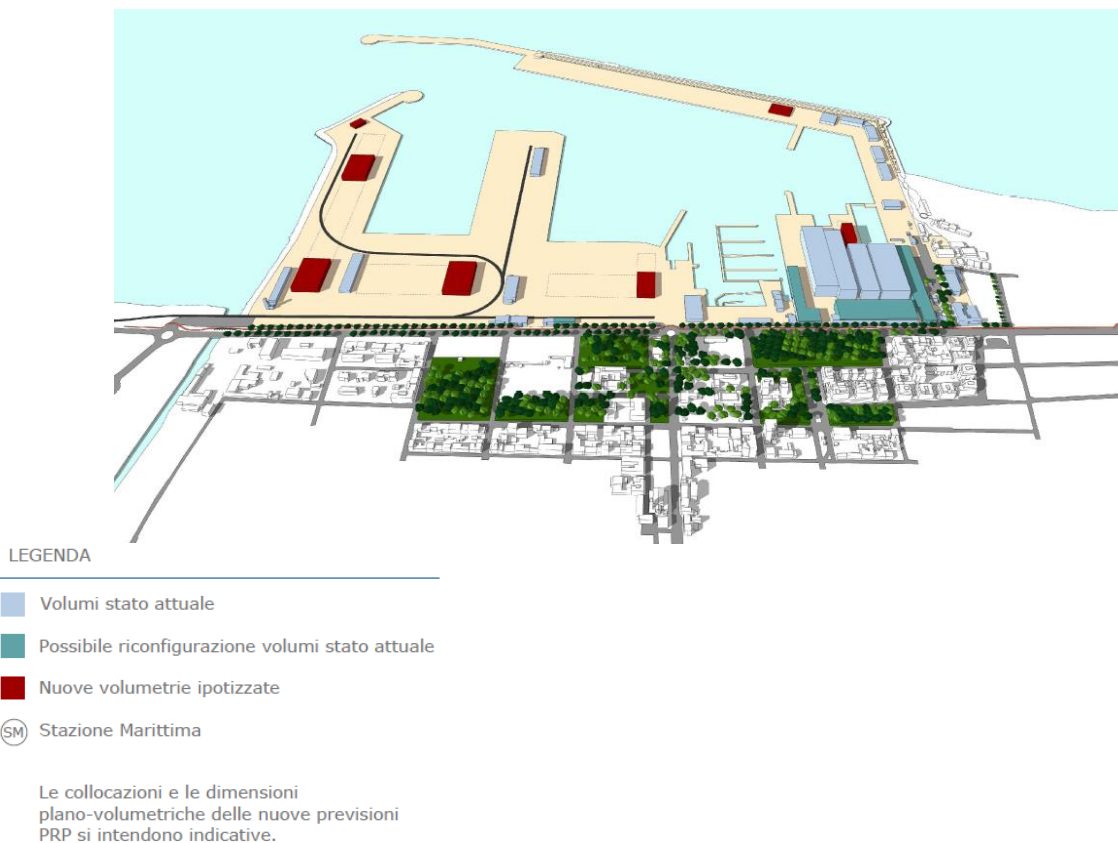 LEGENDA
Volumi stato attuale
Possibile riconfigurazione volumi stato attuale
Nuove volumetrie ipotizzate
SM Stazione Marittima
Le collocazioni e le dimensioni
plano-volumetriche delle nuove previsioni
PRP si intendono indicative.